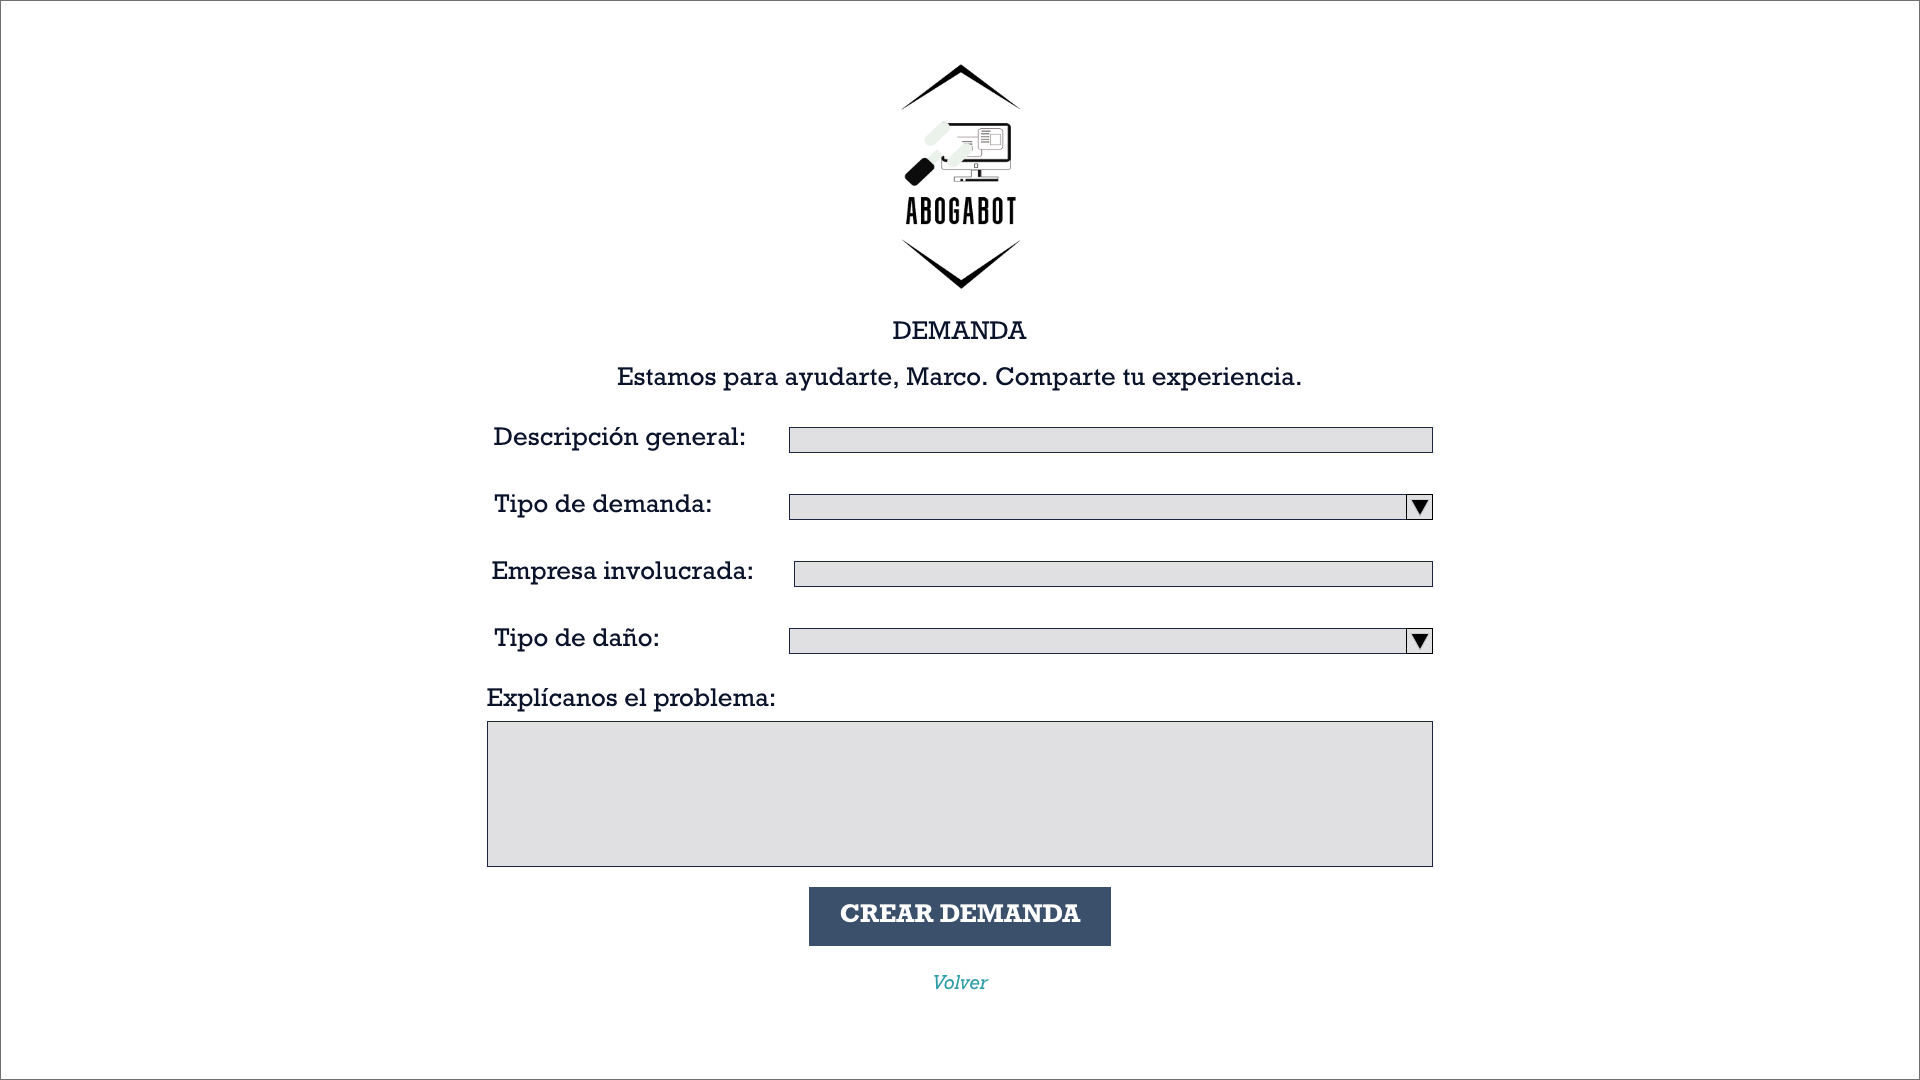 ABOGABOT
DEMANDA
Estamos para ayudarte, Marco. Comparte tu experiencia.
Descripción general:
Tipo de demanda:
Empresa involucrada:
Tipo de daño:
Explícanos el problema:
CREAR DEMANDA
Volver